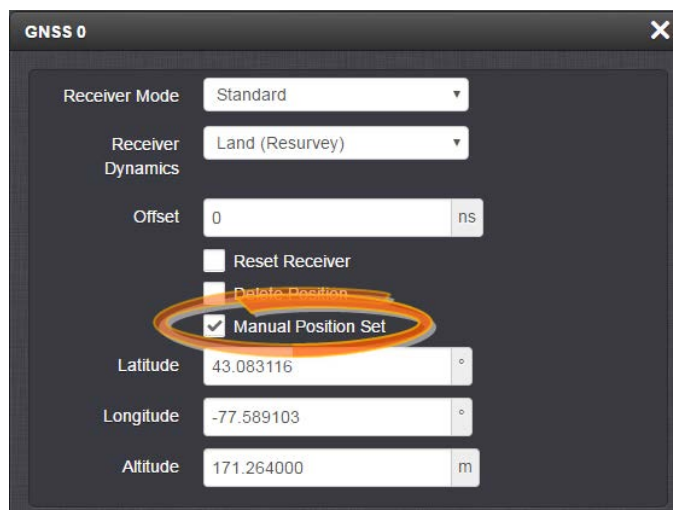 GNSS 0
Receiver Mode Standard
Receiver Dynamics Land (Resurvey)
Offset 0 ns
Reset Receiver
Delete Position
Manual Position Set
Latitude 43.083116 °
Longitude -77.589103 °
Altitude 171.264000 m